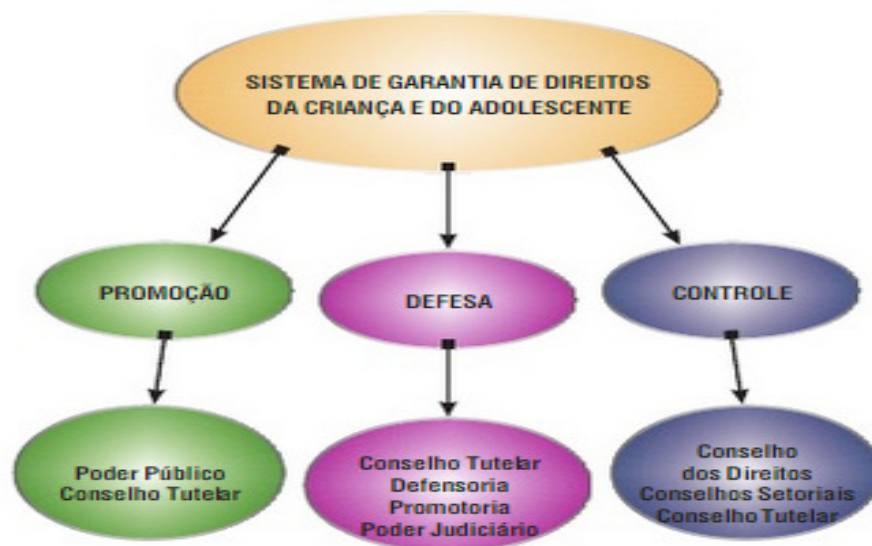 SISTEMA DE GARANTIA DE DIREITOS
DA CRIANÇA E DO ADOLESCENTE
PROMOÇÃO
DEFESA
CONTROLE
Poder Público
Conselho Tutelar
Conselho Tutelar
Defensoria
Promotoria
Poder Judiciário
Conselho
dos Direitos
Conselhos Setoriais
Conselho Tutelar